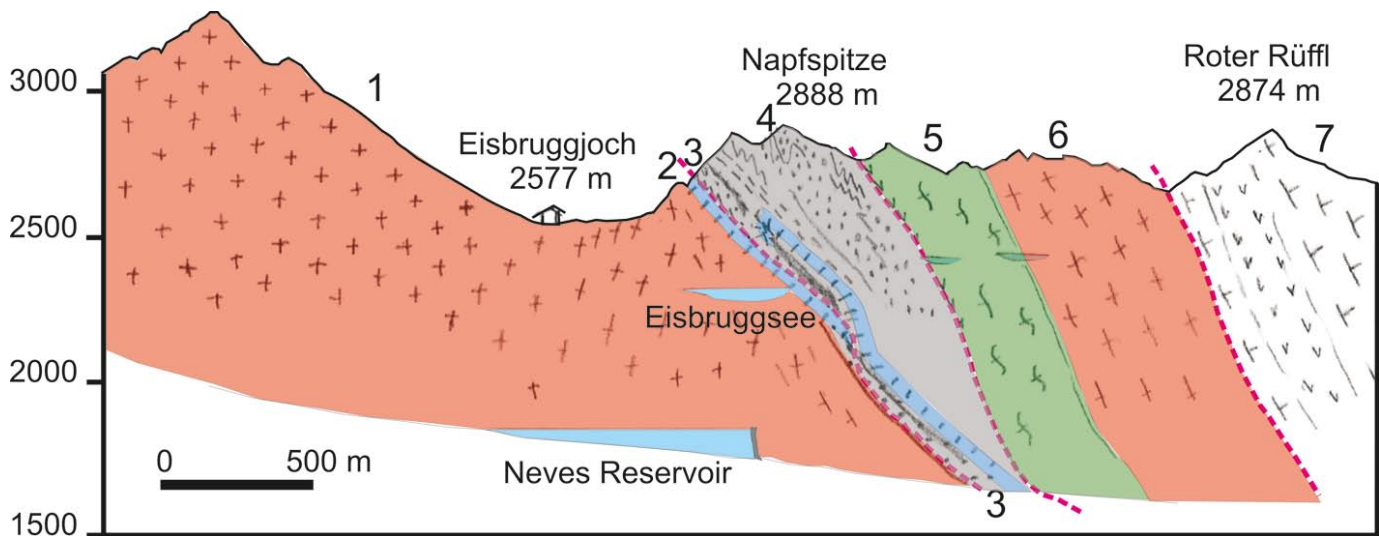 Napfspitze
2888 m
Roter Rüffl
2874 m
3000
1
Eisbruggjoch
2577 m
2
3
4
5
6
7
2500
Eisbruggsee
2000
0
500 m
Neves Reservoir
3
1500